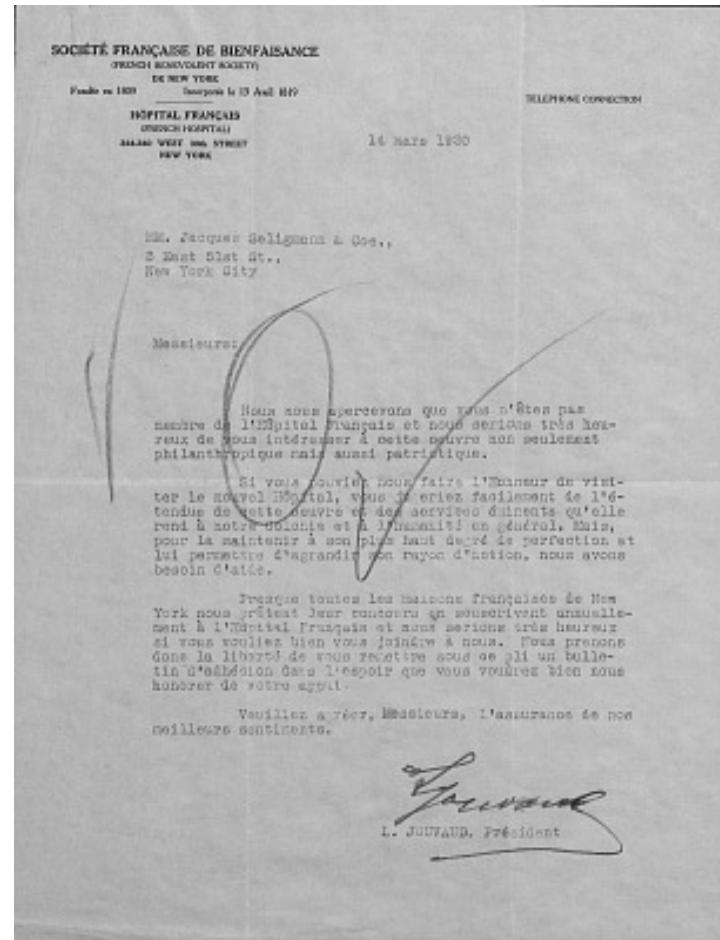 SOCIÉTÉ FRANÇAISE DE BIENFAISANCE
(FRENCH BENEVOLENT SOCIETY)
DE NEW YORK
Fondée en 1809 Incorporée le 13 Avril 1819
TELEPHONE CONNECTION
HÔPITAL FRANÇAIS
(FRENCH HOSPITAL)
WEST 30th STREET
NEW YORK
14 mars 1930
MM. Jacques Seligmann & Coe.,
3 East 51st St.,
New York City
Messieurs:
Nous nous apercevons que vous n'êtes pas
membre de l'Hôpital Français et nous serions très heu-
reux de vous intéresser à cette oeuvre non seulement
philanthropique mais aussi patriotique.
Si vous pouviez nous faire l'Honneur de visi-
ter le nouvel Hôpital, vous jugeriez facilement de l'é-
tendue de cette oeuvre et des services éminents qu'elle
rend à notre Colonie et à l'humanité en général. Mais,
pour la maintenir à son plus haut degré de perfection et
lui permettre d'agrandir son rayon d'action, nous avons
besoin d'aide.
Presque toutes les maisons françaises de New
York nous prêtent leur concours en souscrivant annuelle-
ment à l'Hôpital Français et nous serions très heureux
si vous vouliez bien vous joindre à nous. Nous prenons
donc la liberté de vous remettre sous ce pli un bulle-
tin d'adhésion dans l'espoir que vous voudrez bien nous
honorer de votre appui.
Veuillez agréer, Messieurs, l'assurance de nos
meilleurs sentiments.
L Jouvaud
L. JOUVAUD, Président